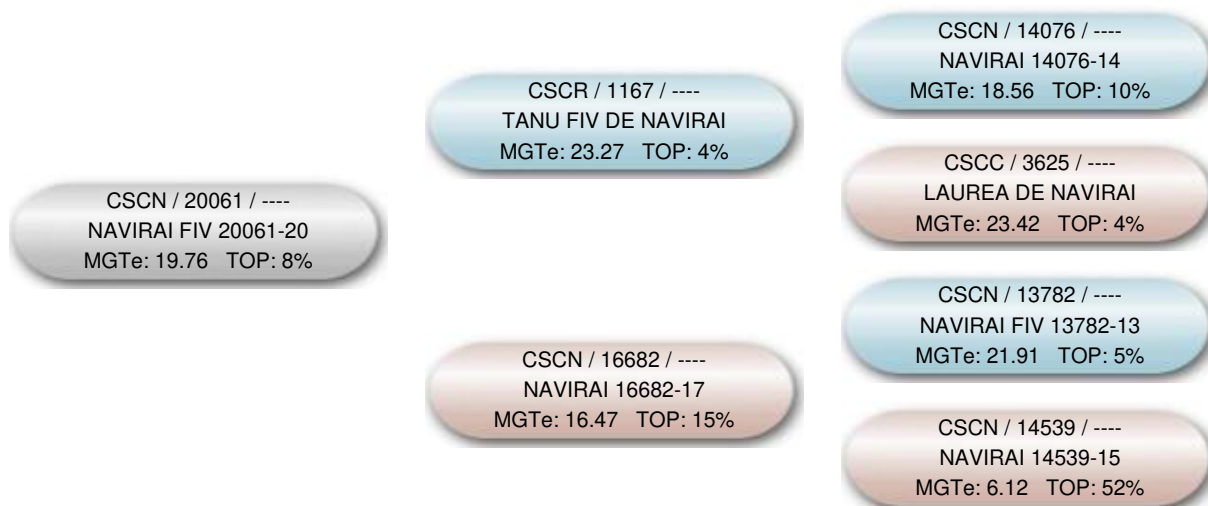 CSCN / 20061 / ----
NAVIRAI FIV 20061-20
MGTe: 19.76 TOP: 8%
CSCR / 1167 / ----
TANU FIV DE NAVIRAI
MGTe: 23.27 TOP: 4%
CSCN / 16682 / ----
NAVIRAI 16682-17
MGTe: 16.47 TOP: 15%
CSCN / 14076 / ----
NAVIRAI 14076-14
MGTe: 18.56 TOP: 10%
CSCC / 3625 / ----
LAUREA DE NAVIRAI
MGTe: 23.42 TOP: 4%
CSCN / 13782 / ----
NAVIRAI FIV 13782-13
MGTe: 21.91 TOP: 5%
CSCN / 14539 / ----
NAVIRAI 14539-15
MGTe: 6.12 TOP: 52%